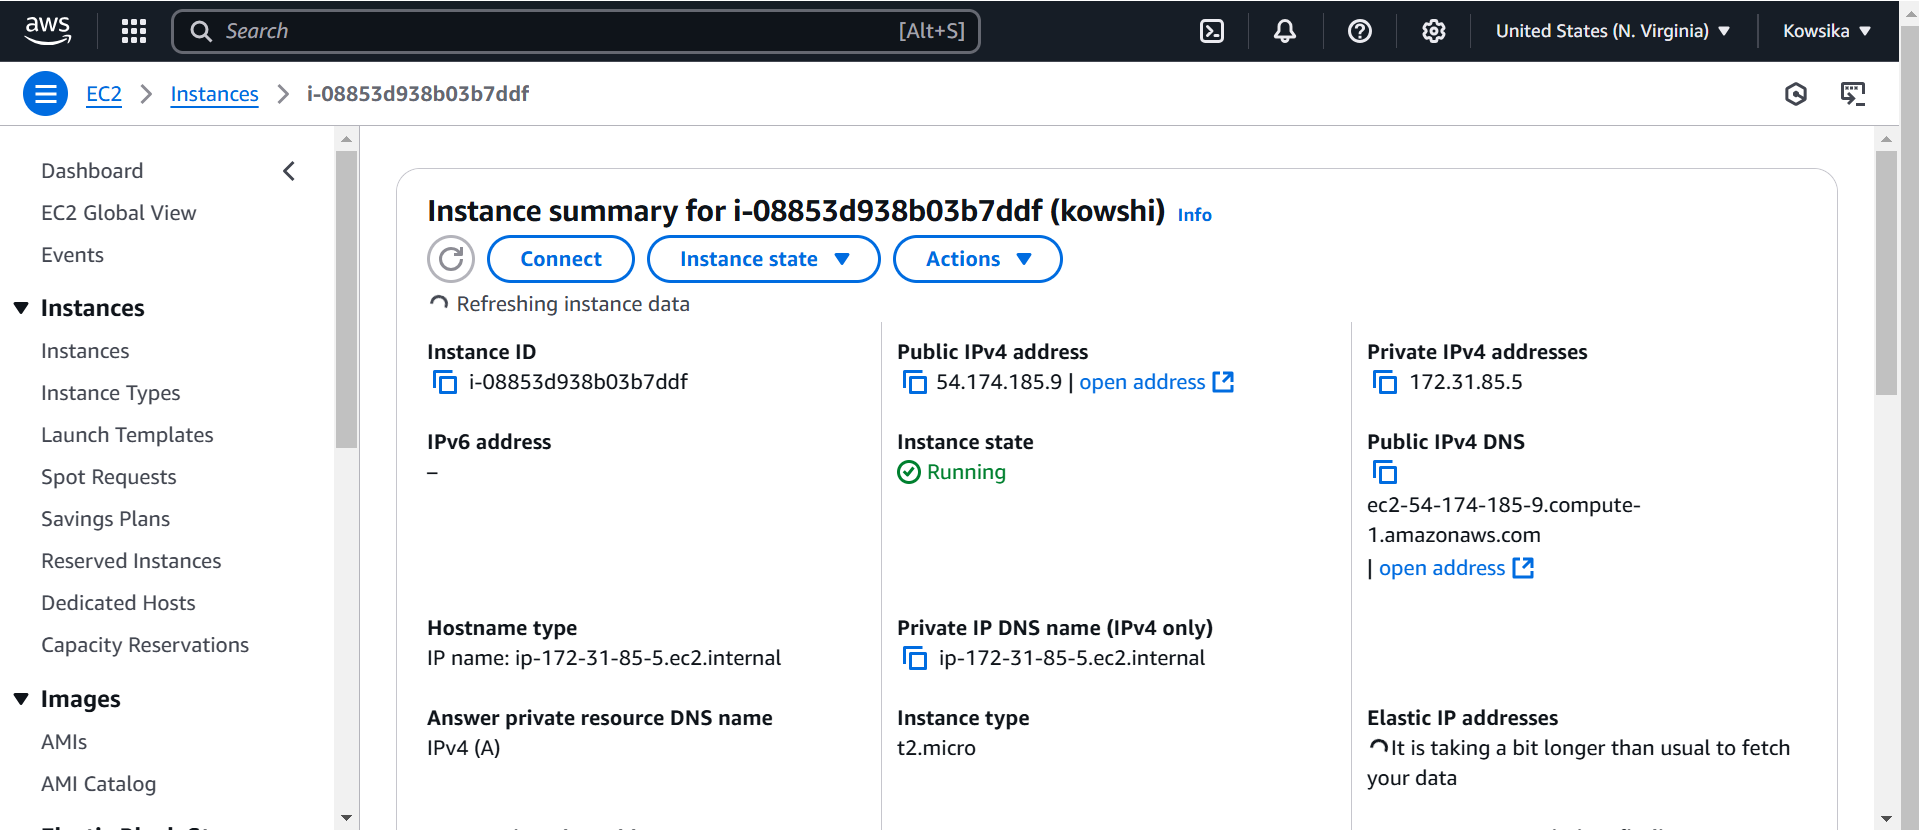 aws
Search [Alt+S]
United States (N. Virginia)
Kowsika
EC2
Instances
i-08853d938b03b7ddf
Dashboard
EC2 Global View
Events
Instances
Instances
Instance Types
Launch Templates
Spot Requests
Savings Plans
Reserved Instances
Dedicated Hosts
Capacity Reservations
Images
AMIs
AMI Catalog
Instance summary for i-08853d938b03b7ddf (kowshi) Info
Connect
Instance state
Actions
Refreshing instance data
Instance ID
i-08853d938b03b7ddf
Public IPv4 address
54.174.185.9 | open address
Private IPv4 addresses
172.31.85.5
IPv6 address
–
Instance state
Running
Public IPv4 DNS
ec2-54-174-185-9.compute-
1.amazonaws.com
| open address
Hostname type
IP name: ip-172-31-85-5.ec2.internal
Private IP DNS name (IPv4 only)
ip-172-31-85-5.ec2.internal
Answer private resource DNS name
IPv4 (A)
Instance type
t2.micro
Elastic IP addresses
It is taking a bit longer than usual to fetch
your data